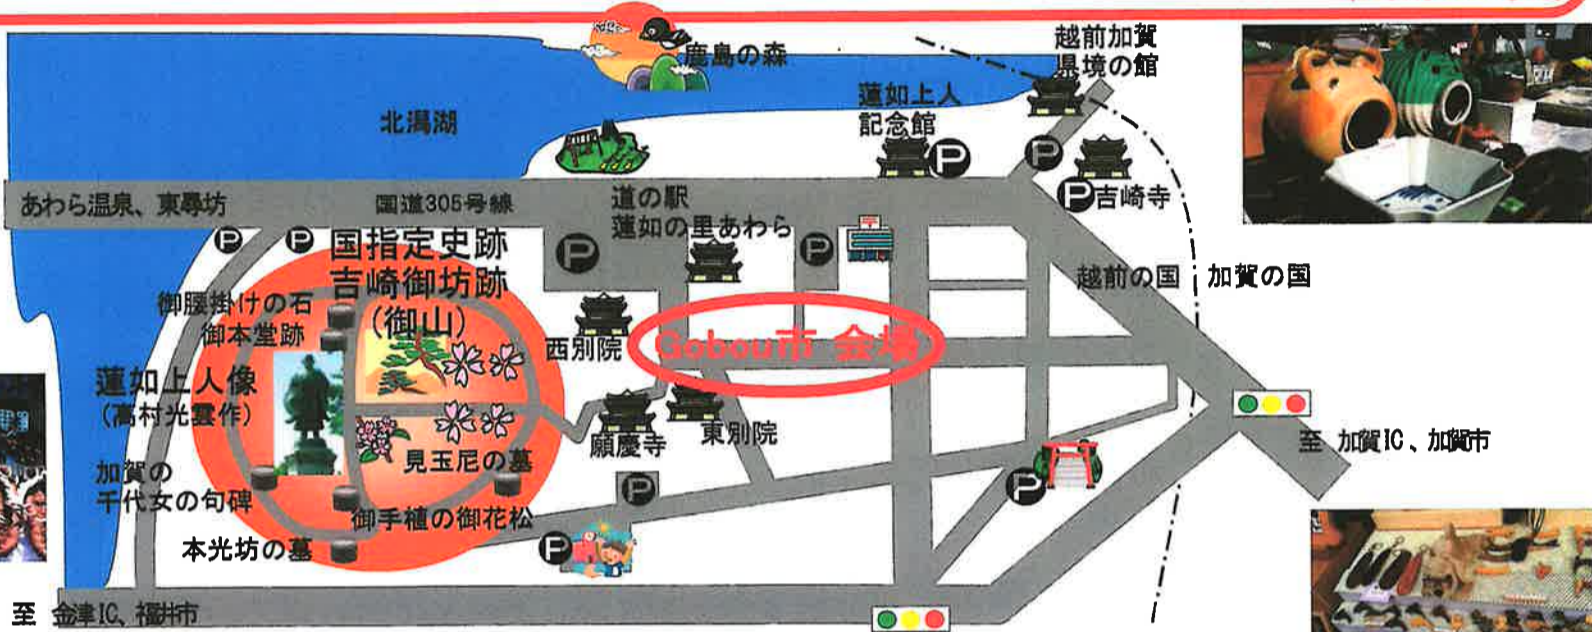 鹿島の森
越前加賀
県境の館
北潟湖
蓮如上人
記念館
P
P
あわら温泉、東尋坊
国道305号線
道の駅
蓮如の里あわら
P
吉崎寺
P
P
P
P
〒
国指定史跡
吉崎御坊跡
(御山)
越前の国
加賀の国
御腰掛けの石
御本堂跡
西別院
Gobou市 会場
蓮如上人像
(高村光雲作)
願慶寺
東別院
至 加賀IC、加賀市
見玉尼の墓
加賀の
千代女の句碑
P
P
御手植の御花松
本光坊の墓
P
至 金津IC、福井市